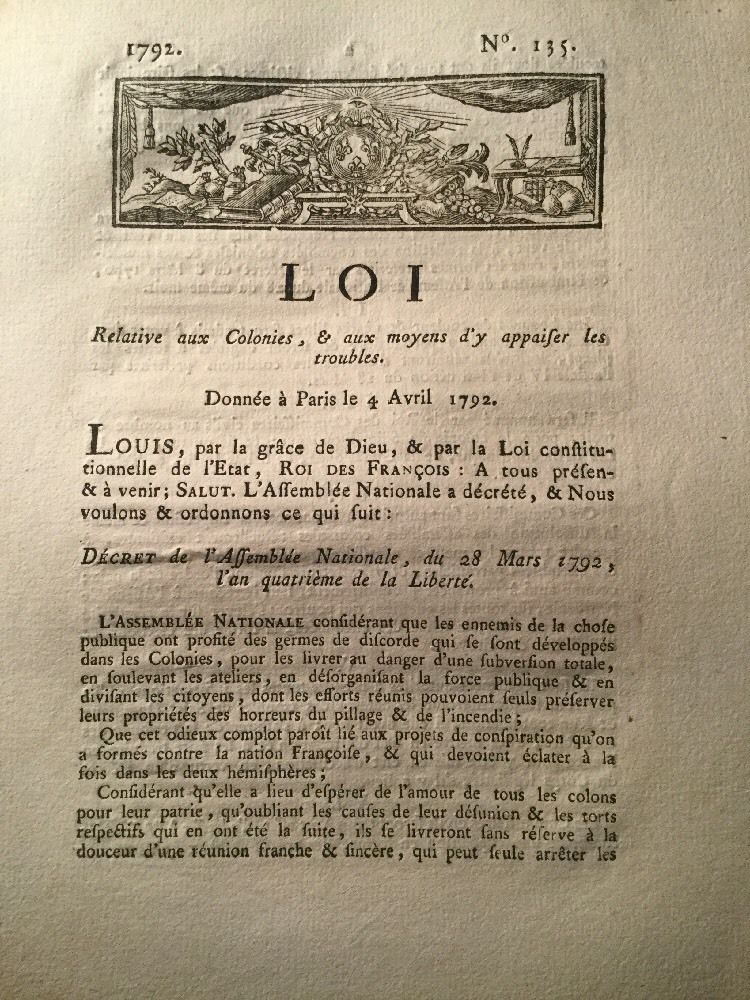 1792.
Nº. 135.
LOI
Relative aux Colonies, & aux moyens d'y appaiſer les
troubles.
Donnée à Paris le 4 Avril 1792.
LOUIS, par la grâce de Dieu, & par la Loi conſtitu-
tionnelle de l'Etat, ROI DES FRANÇOIS : A tous préſen-
& à venir; SALUT. L'Aſſemblée Nationale a décrété, & Nous
voulons & ordonnons ce qui ſuit :
DÉCRET de l'Aſſemblée Nationale, du 28 Mars 1792,
l'an quatrième de la Liberté.
L'ASSEMBLÉE NATIONALE conſidérant que les ennemis de la choſe
publique ont profité des germes de diſcorde qui ſe ſont développés
dans les Colonies, pour les livrer au danger d'une ſubverſion totale,
en ſoulevant les ateliers, en déſorganiſant la force publique & en
diviſant les citoyens, dont les efforts réunis pouvoient ſeuls préſerver
leurs propriétés des horreurs du pillage & de l'incendie ;
Que cet odieux complot paroît lié aux projets de conſpiration qu'on
a formés contre la nation Françoiſe, & qui devoient éclater à la
fois dans les deux hémiſphères ;
Conſidérant qu'elle a lieu d'eſpérer de l'amour de tous les colons
pour leur patrie, qu'oubliant les cauſes de leur déſunion & les torts
reſpectifs qui en ont été la ſuite, ils ſe livreront ſans réſerve à la
douceur d'une réunion franche & ſincère, qui peut ſeule arrêter les